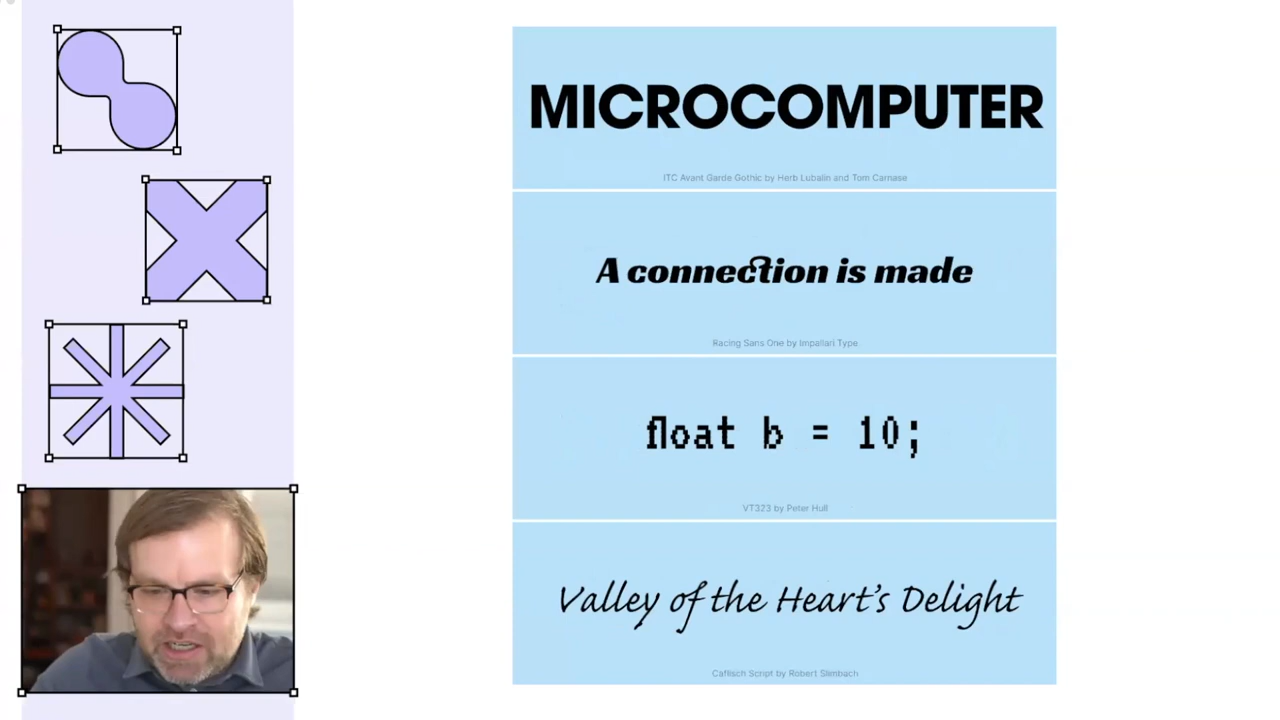 MICROCOMPUTER
ITC Avant Garde Gothic by Herb Lubalin and Tom Carnase
A connection is made
Racing Sans One by Impallari Type
float b = 10;
VT323 by Peter Hull
Valley of the Heart’s Delight
Caflisch Script by Robert Slimbach